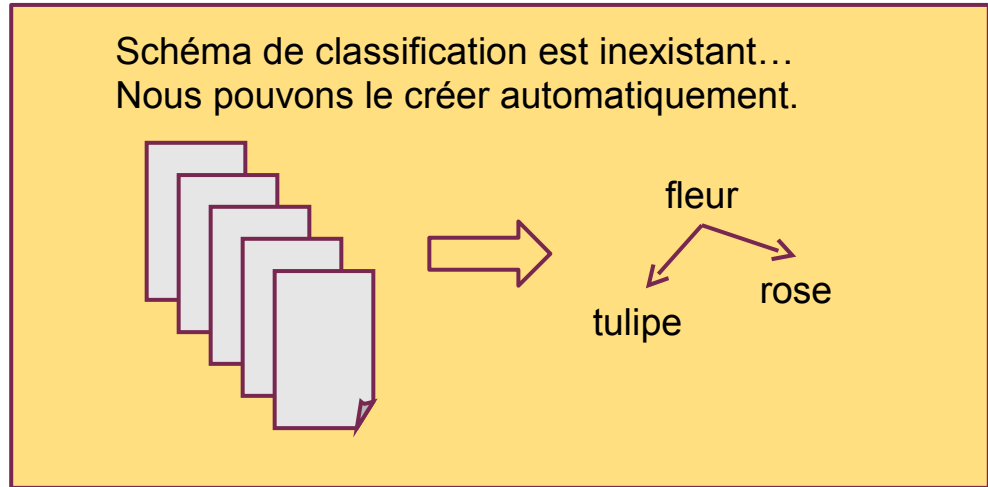 Schéma de classification est inexistant…
Nous pouvons le créer automatiquement.
fleur
rose
tulipe